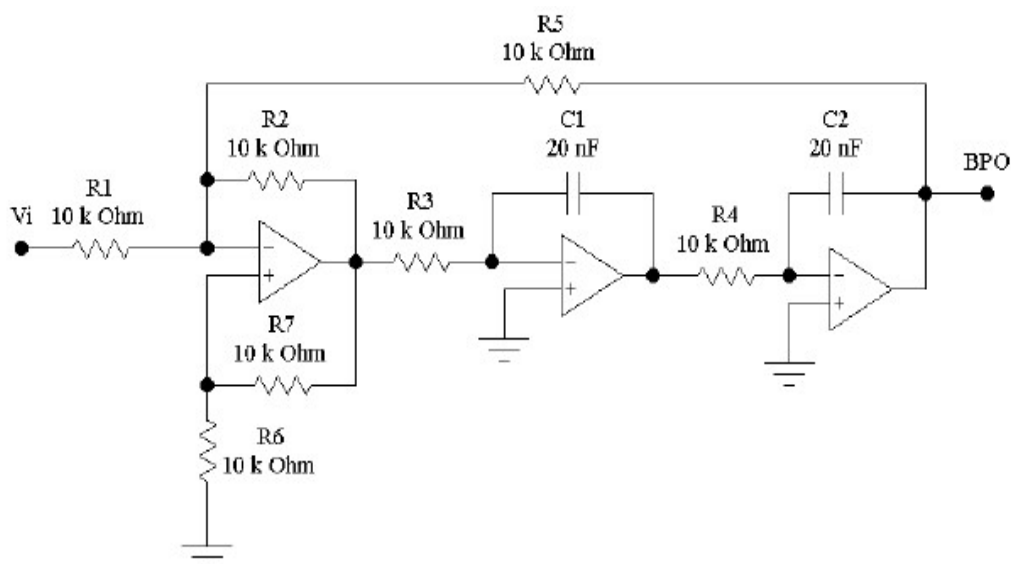 R5
10 k Ohm
R2
10 k Ohm
C1
20 nF
C2
20 nF
BPO
R1
Vi 10 k Ohm
R3
10 k Ohm
R4
10 k Ohm
−
+
−
+
−
+
R7
10 k Ohm
R6
10 k Ohm